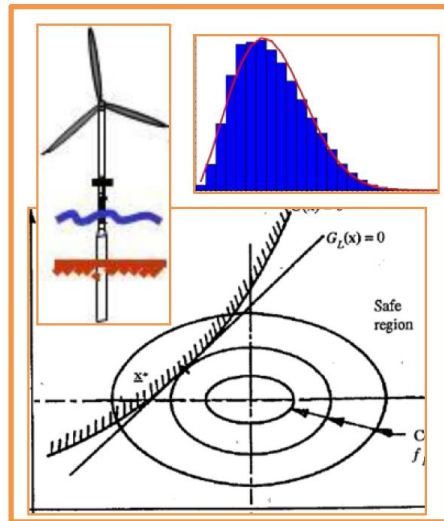 G_L(x) = 0
Safe
region
x*
C